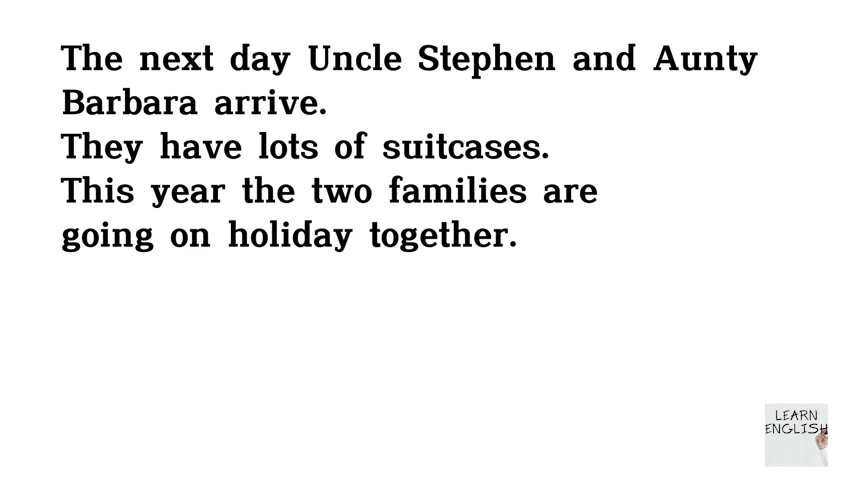 The next day Uncle Stephen and Aunty
Barbara arrive.
They have lots of suitcases.
This year the two families are
going on holiday together.
LEARN
ENGLISH